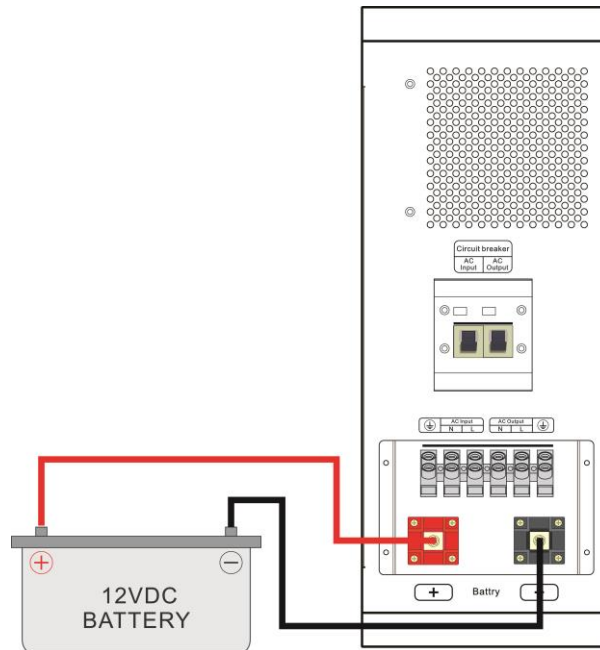 Circuit breaker
AC Input AC Output
AC Input AC Output
N L N L
+ Battry
+ −
12VDC
BATTERY